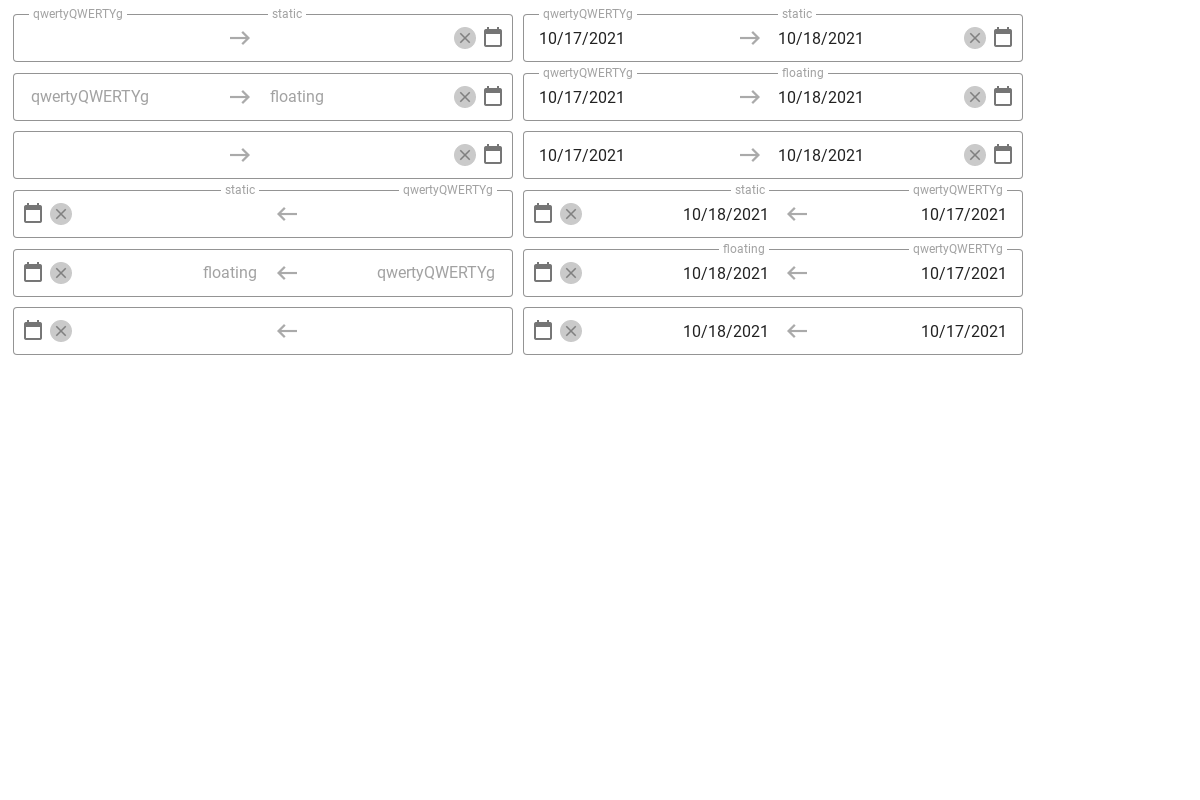 qwertyQWERTYg static qwertyQWERTYg static
10/17/2021 10/18/2021
qwertyQWERTYg floating
qwertyQWERTYg floating 10/17/2021 10/18/2021
10/17/2021 10/18/2021
static qwertyQWERTYg static qwertyQWERTYg
10/18/2021 10/17/2021
floating qwertyQWERTYg
floating qwertyQWERTYg 10/18/2021 10/17/2021
10/18/2021 10/17/2021